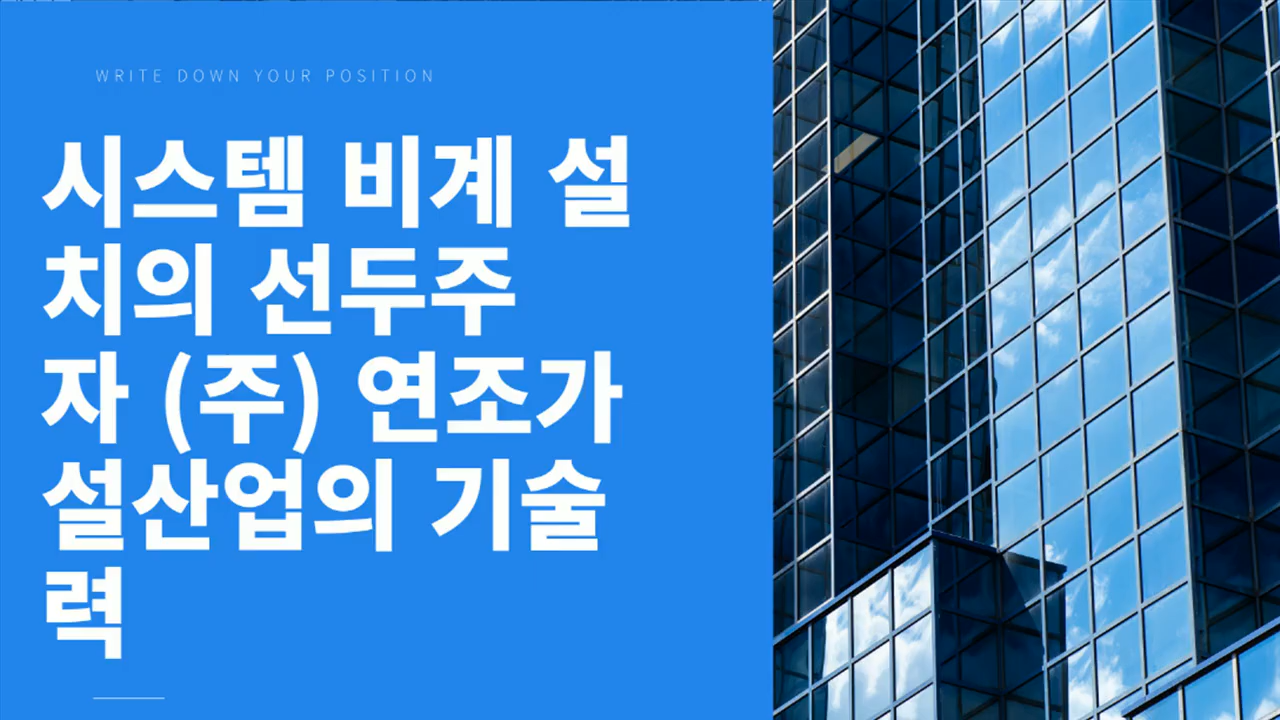 WRITE DOWN YOUR POSITION
시스템 비계 설
치의 선두주
자 (주) 연조가
설산업의 기술
력